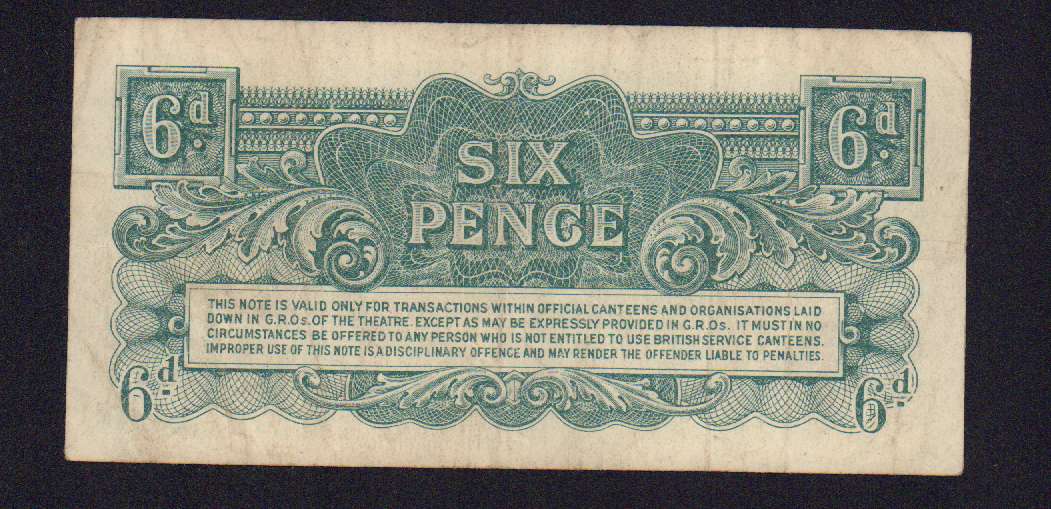 6d. 6d.
SIX
PENCE
THIS NOTE IS VALID ONLY FOR TRANSACTIONS WITHIN OFFICIAL CANTEENS AND ORGANISATIONS LAID
DOWN IN G.R.Os. OF THE THEATRE. EXCEPT AS MAY BE EXPRESSLY PROVIDED IN G.R.Os. IT MUST IN NO
CIRCUMSTANCES BE OFFERED TO ANY PERSON WHO IS NOT ENTITLED TO USE BRITISH SERVICE CANTEENS.
IMPROPER USE OF THIS NOTE IS A DISCIPLINARY OFFENCE AND MAY RENDER THE OFFENDER LIABLE TO PENALTIES.
6d. 6d.